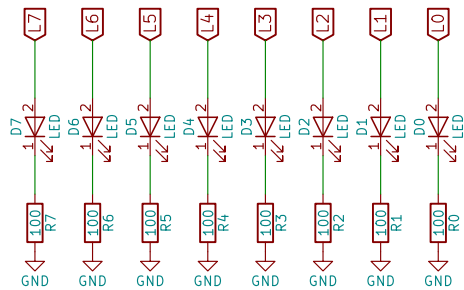 L7 L6 L5 L4 L3 L2 L1 L0
2 2 2 2 2 2 2 2
D7 LED D6 LED D5 LED D4 LED D3 LED D2 LED D1 LED D0 LED
1 1 1 1 1 1 1 1
100 R7 100 R6 100 R5 100 R4 100 R3 100 R2 100 R1 100 R0
GND GND GND GND GND GND GND GND